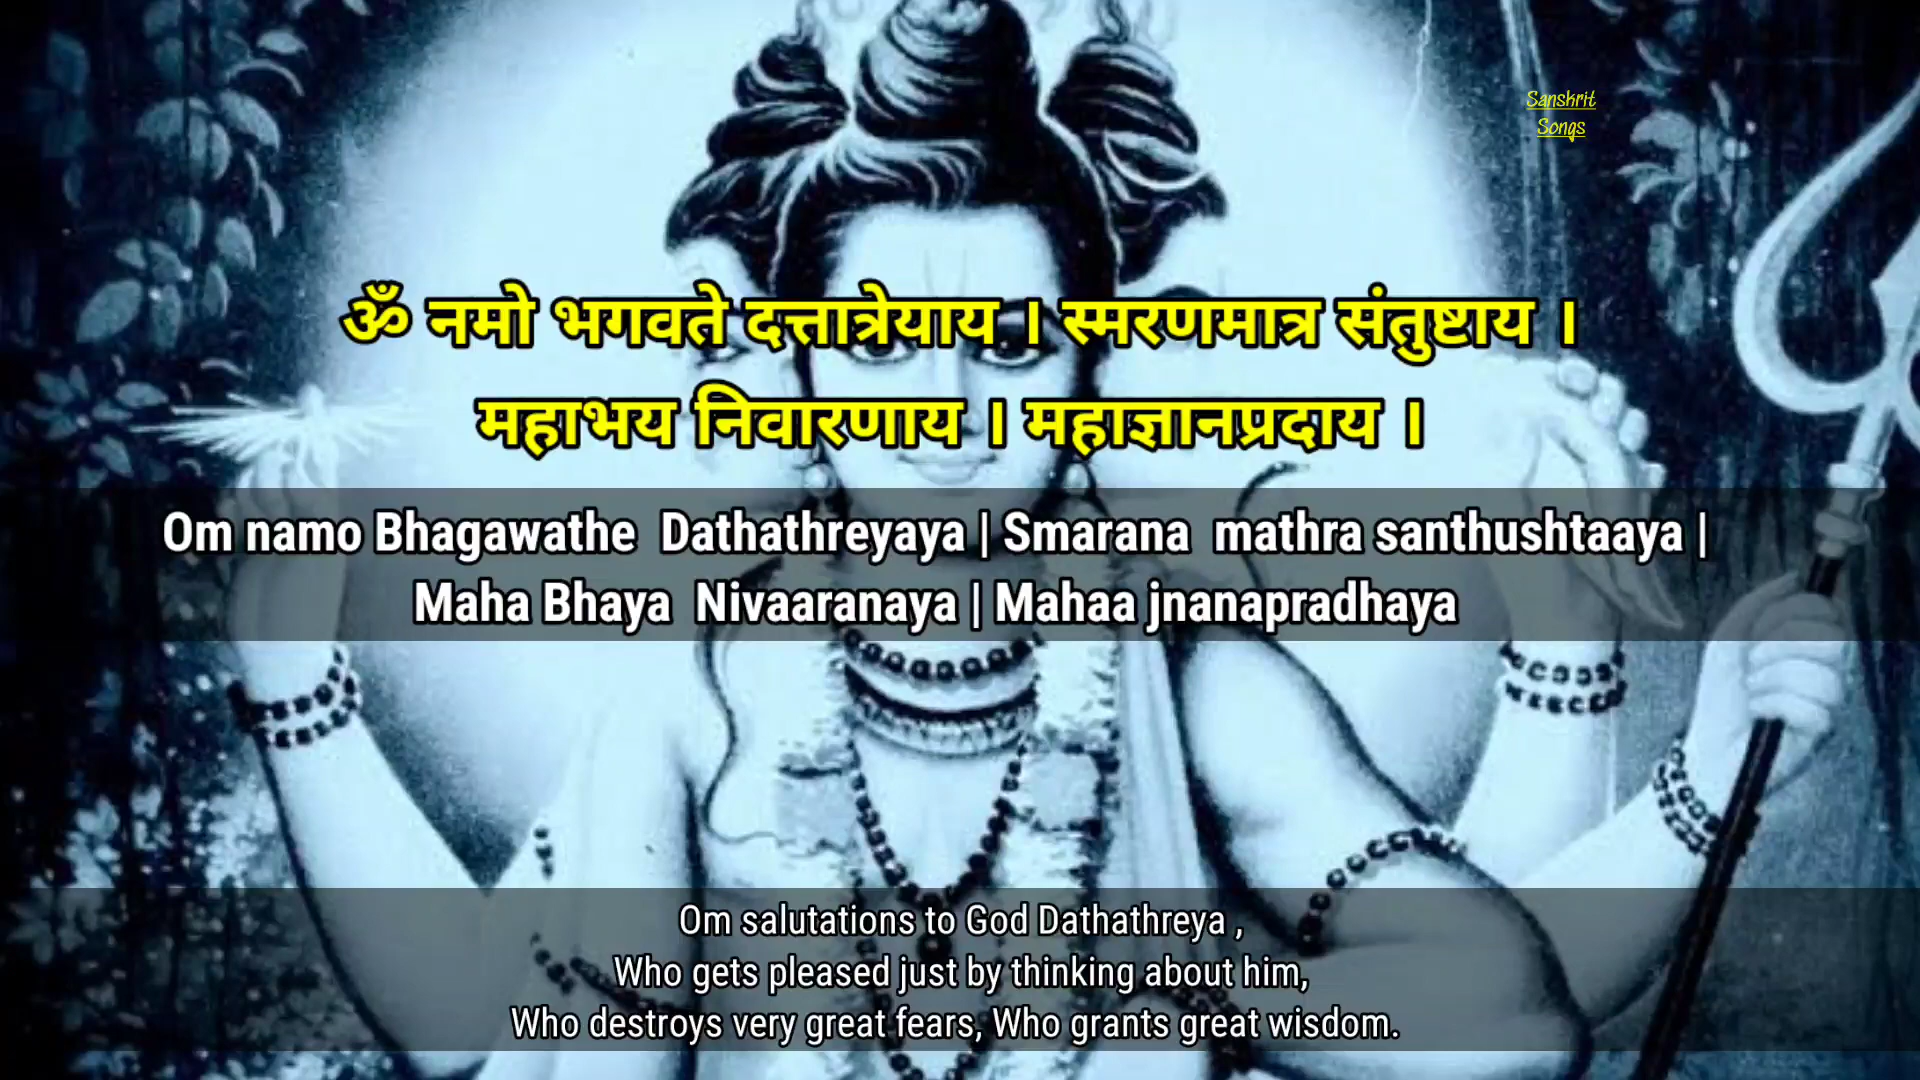 Sanskrit
Songs
ॐ नमो भगवते दत्तात्रेयाय । स्मरणमात्र संतुष्टाय ।
महाभय निवारणाय । महाज्ञानप्रदाय ।
Om namo Bhagawathe Dathathreyaya | Smarana mathra santhushtaaya |
Maha Bhaya Nivaaranaya | Mahaa jnanapradhaya
Om salutations to God Dathathreya ,
Who gets pleased just by thinking about him,
Who destroys very great fears, Who grants great wisdom.